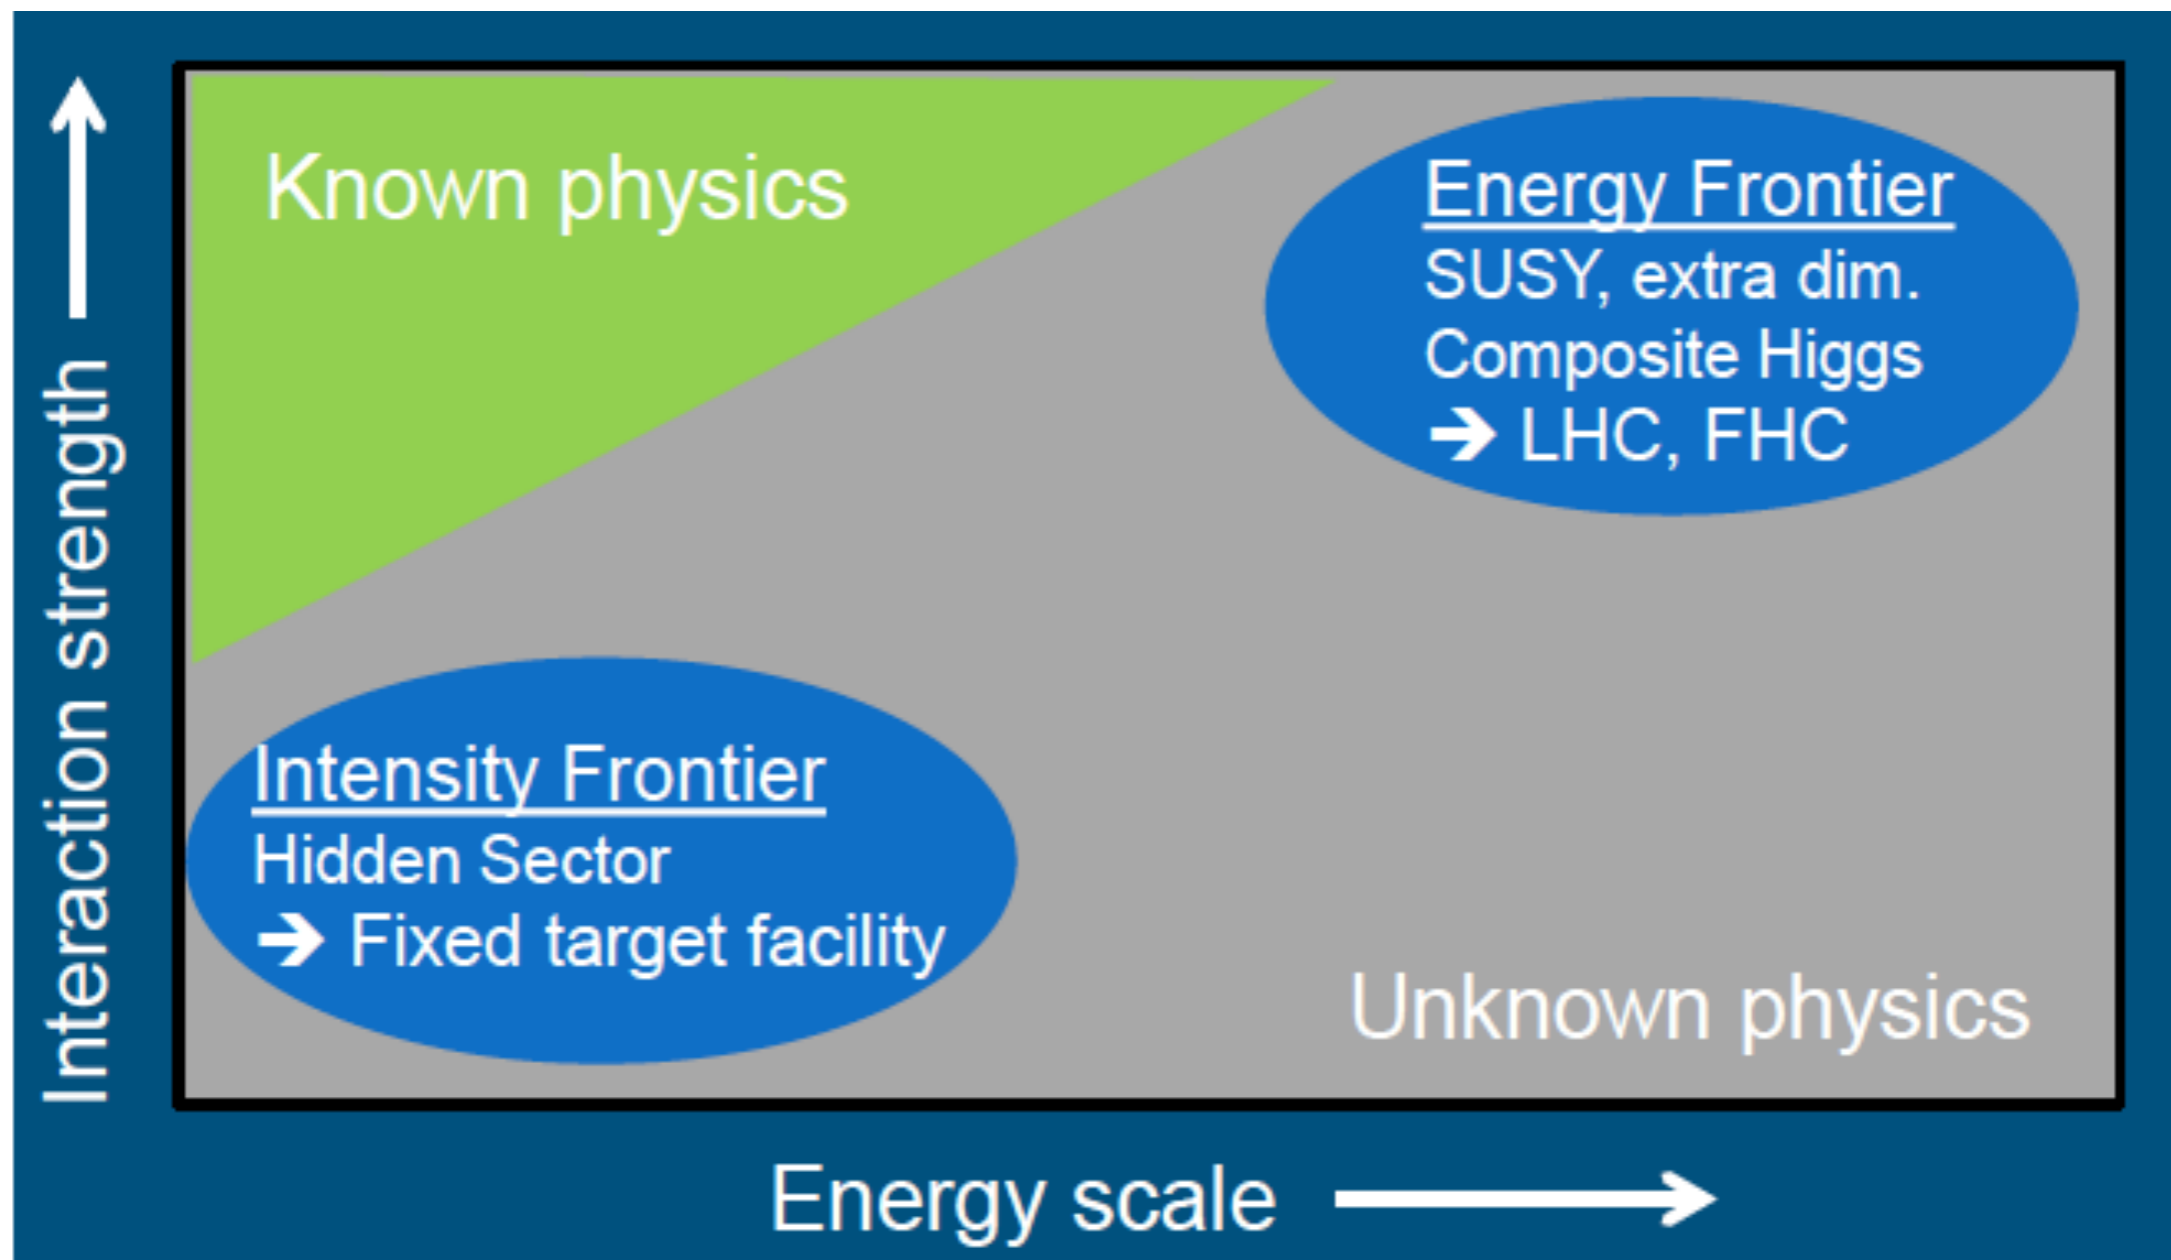 Interaction strength
Known physics
Energy Frontier
SUSY, extra dim.
Composite Higgs
➔ LHC, FHC
Intensity Frontier
Hidden Sector
➔ Fixed target facility
Unknown physics
Energy scale